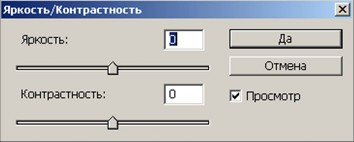 Яркость/Контрастность
Яркость: 0 Да
Отмена
Контрастность: 0 Просмотр